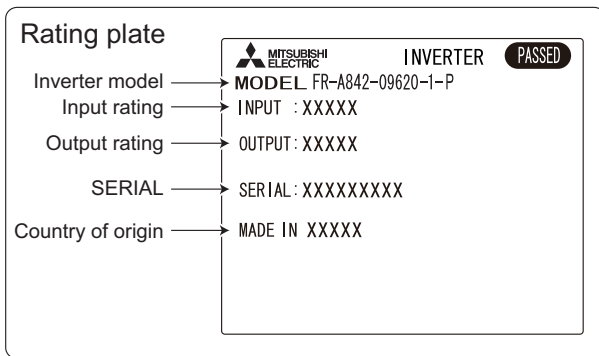 Rating plate
MITSUBISHI
ELECTRIC
INVERTER
PASSED
Inverter model
MODEL FR-A842-09620-1-P
Input rating
INPUT : XXXXX
Output rating
OUTPUT: XXXXX
SERIAL
SERIAL: XXXXXXXXX
Country of origin
MADE IN XXXXX